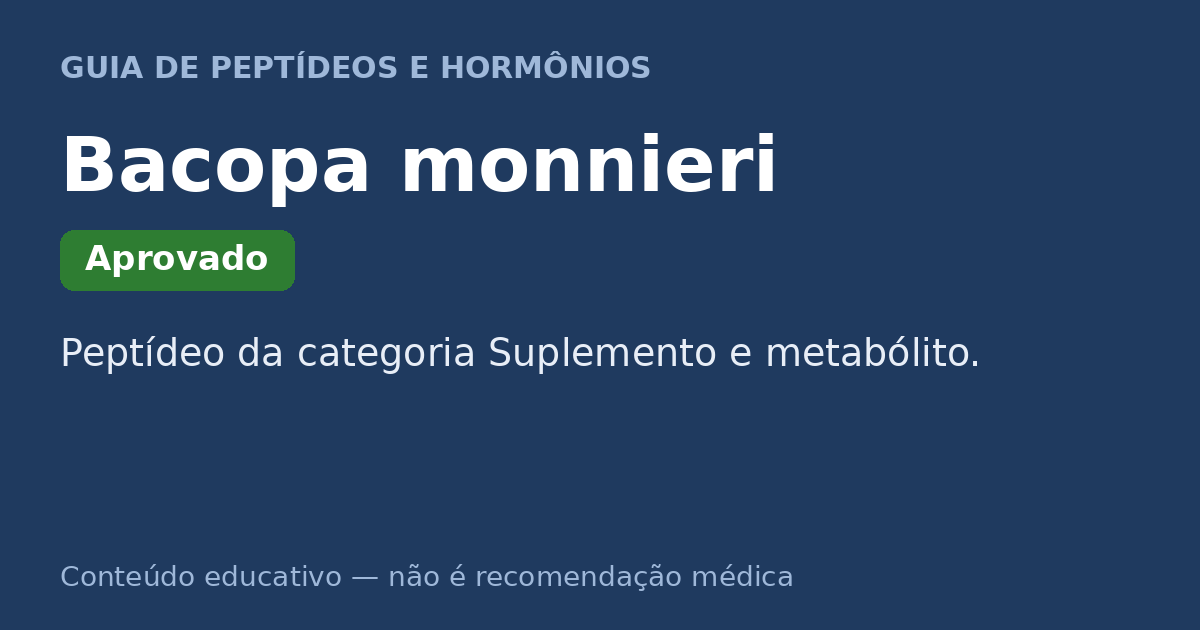 GUIA DE PEPTÍDEOS E HORMÔNIOS
Bacopa monnieri
Aprovado
Peptídeo da categoria Suplemento e metabólito.
Conteúdo educativo — não é recomendação médica